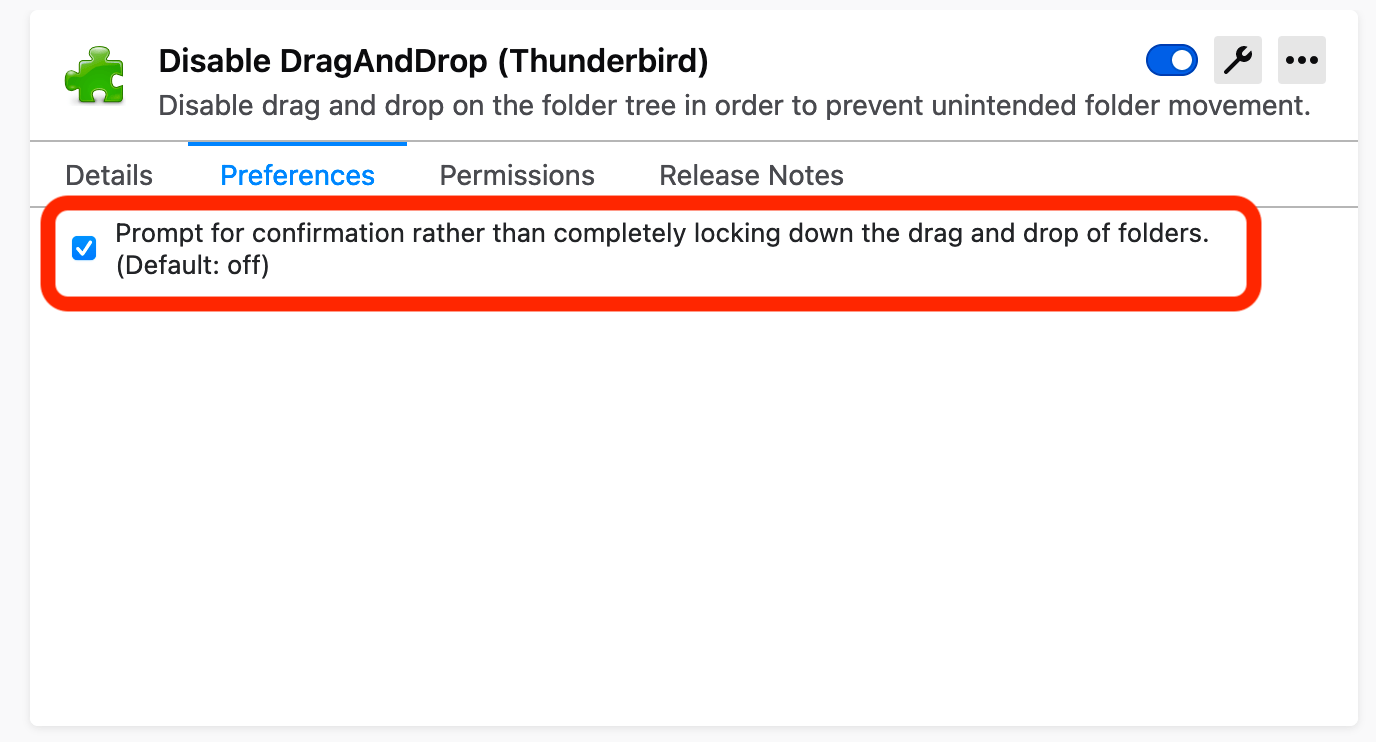 Disable DragAndDrop (Thunderbird)
Disable drag and drop on the folder tree in order to prevent unintended folder movement.
Details Preferences Permissions Release Notes
Prompt for confirmation rather than completely locking down the drag and drop of folders.
(Default: off)